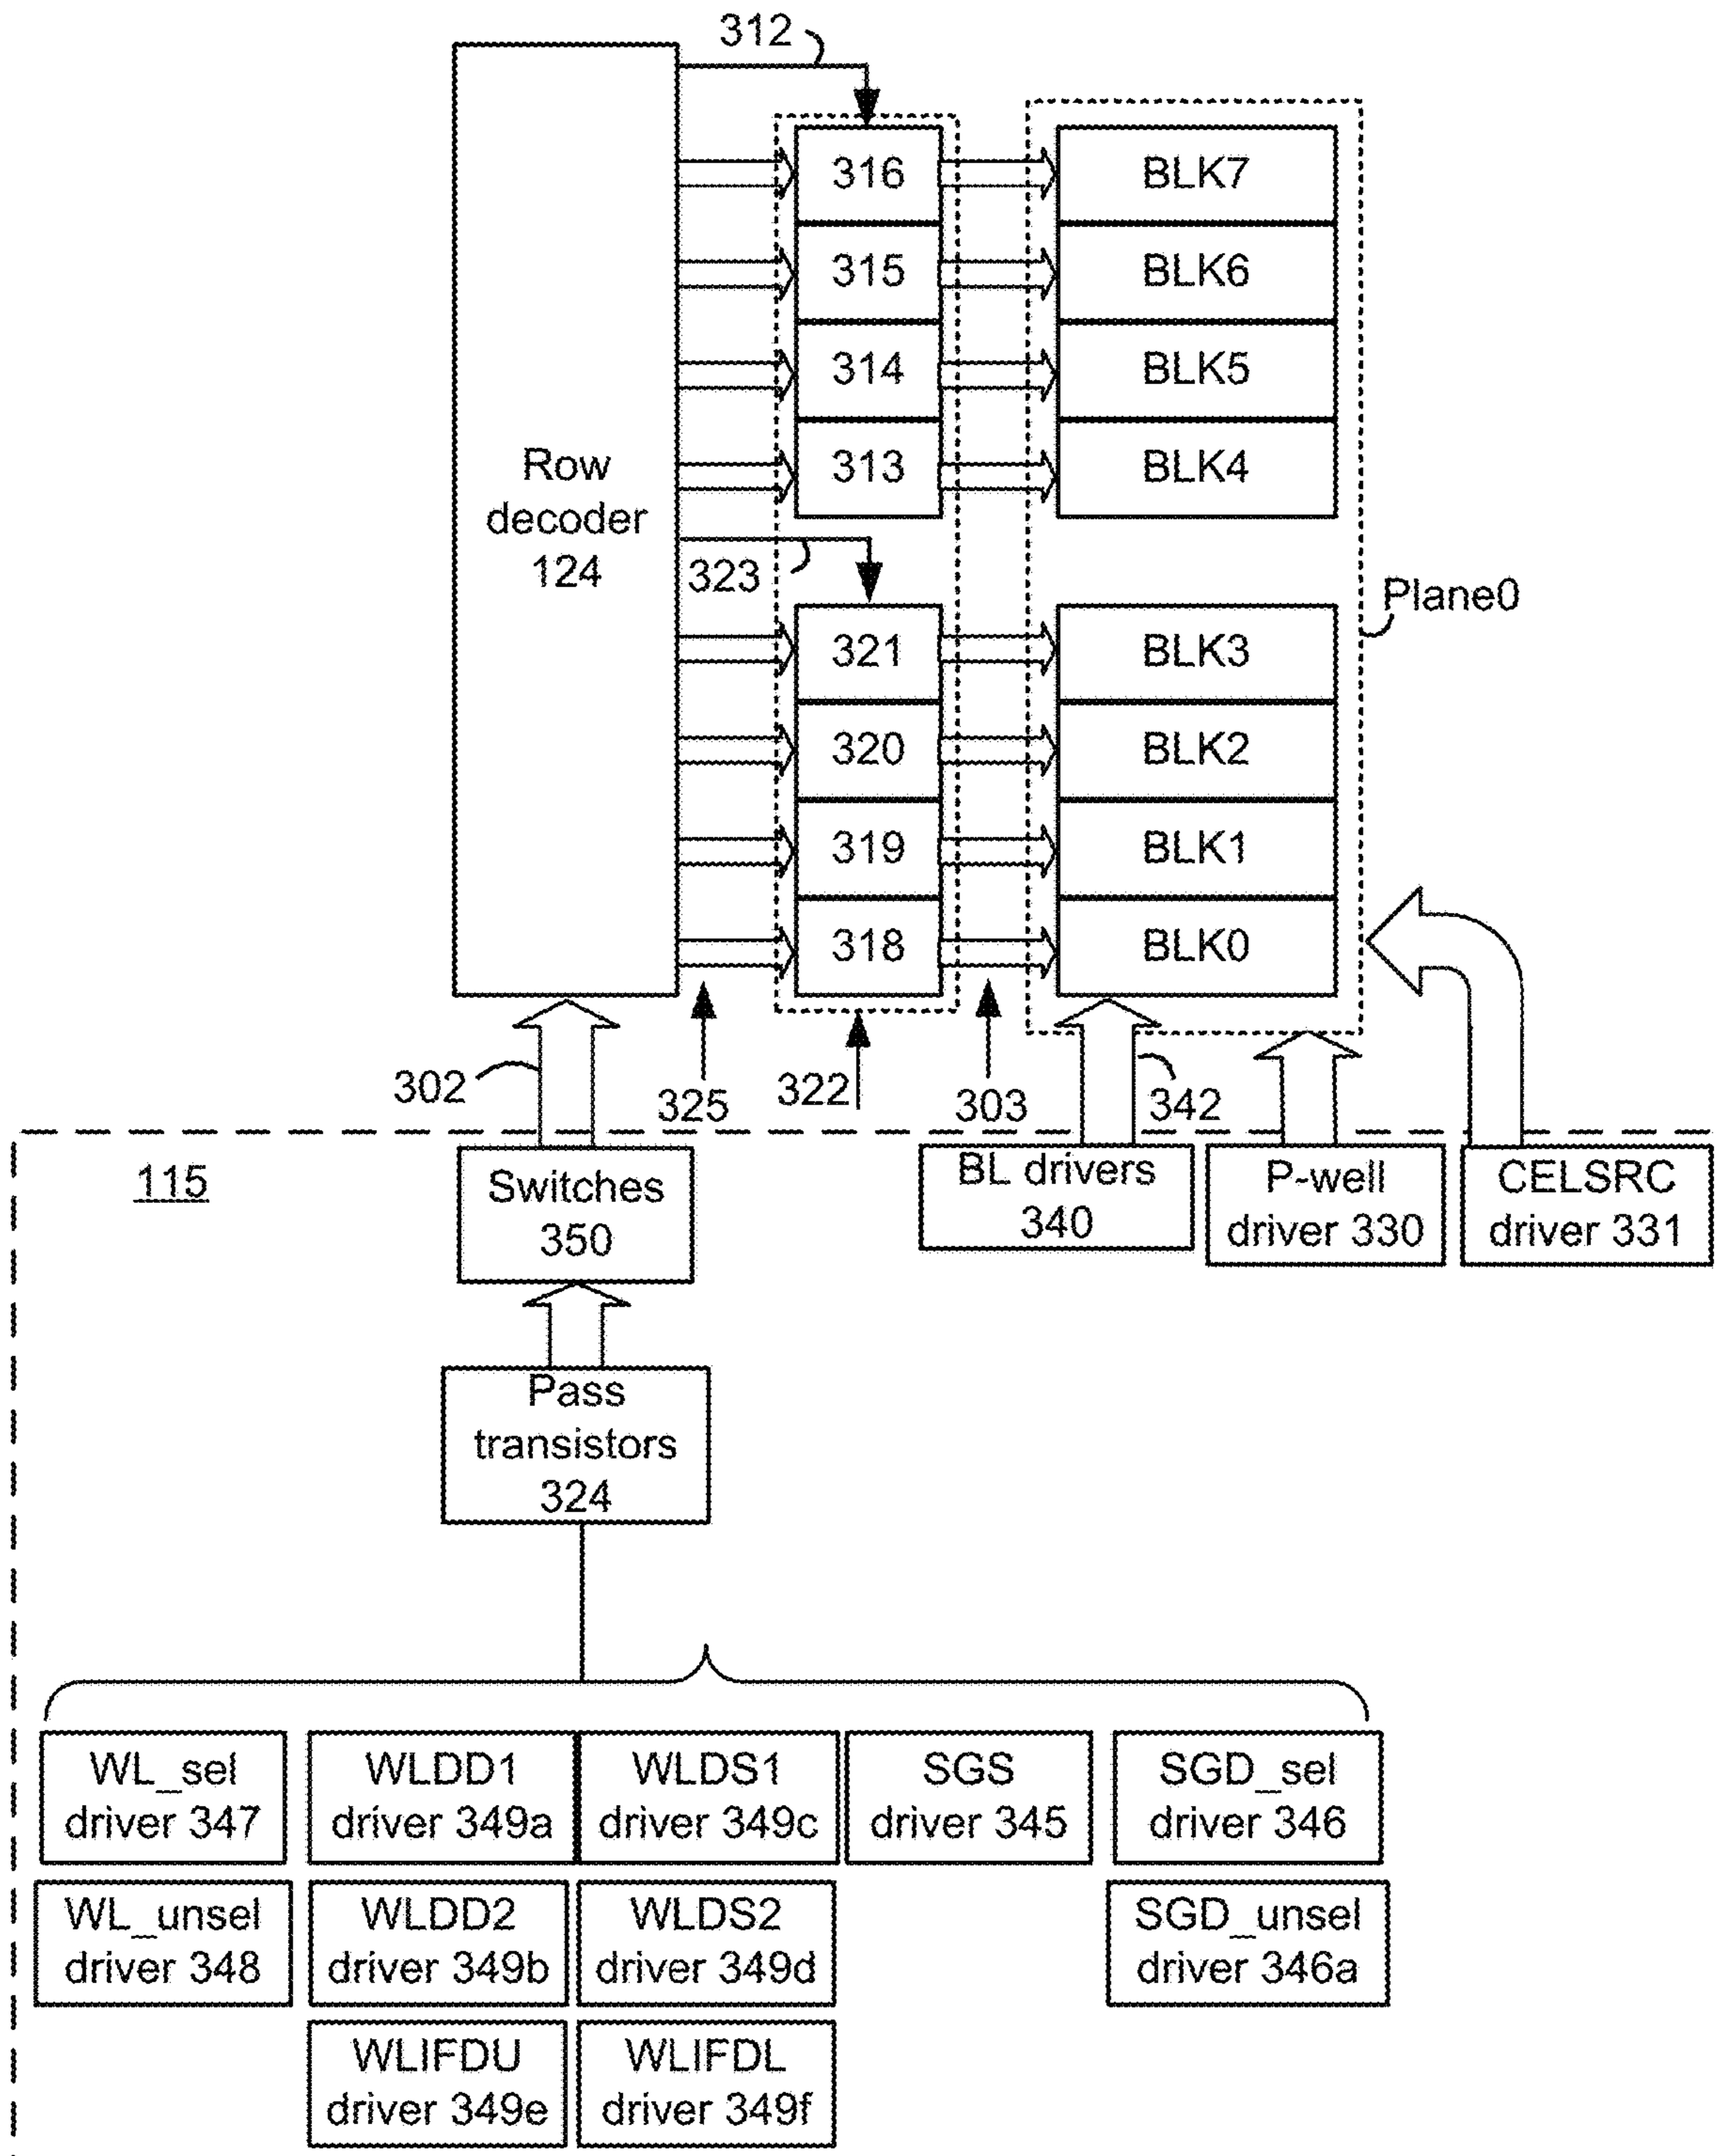 312
316
BLK7
315
BLK6
314
BLK5
313
BLK4
Row
decoder
124
323
Plane0
321
BLK3
320
BLK2
319
BLK1
318
BLK0
302
325
322
303
342
115
Switches
350
BL drivers
340
P-well
driver 330
CELSRC
driver 331
Pass
transistors
324
WL_sel
driver 347
WLDD1
driver 349a
WLDS1
driver 349c
SGS
driver 345
SGD_sel
driver 346
WL_unsel
driver 348
WLDD2
driver 349b
WLDS2
driver 349d
SGD_unsel
driver 346a
WLIFDU
driver 349e
WLIFDL
driver 349f